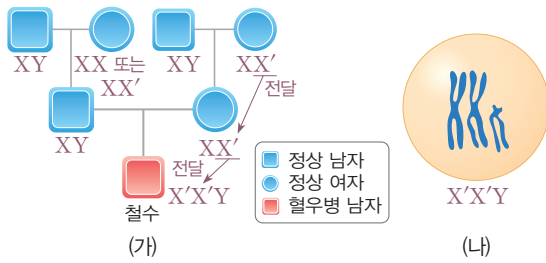 XY
XX 또는
XX′
XY
XX′
전달
XY
XX′
전달
X′X′Y
철수
정상 남자
정상 여자
혈우병 남자
X′X′Y
(가)
(나)